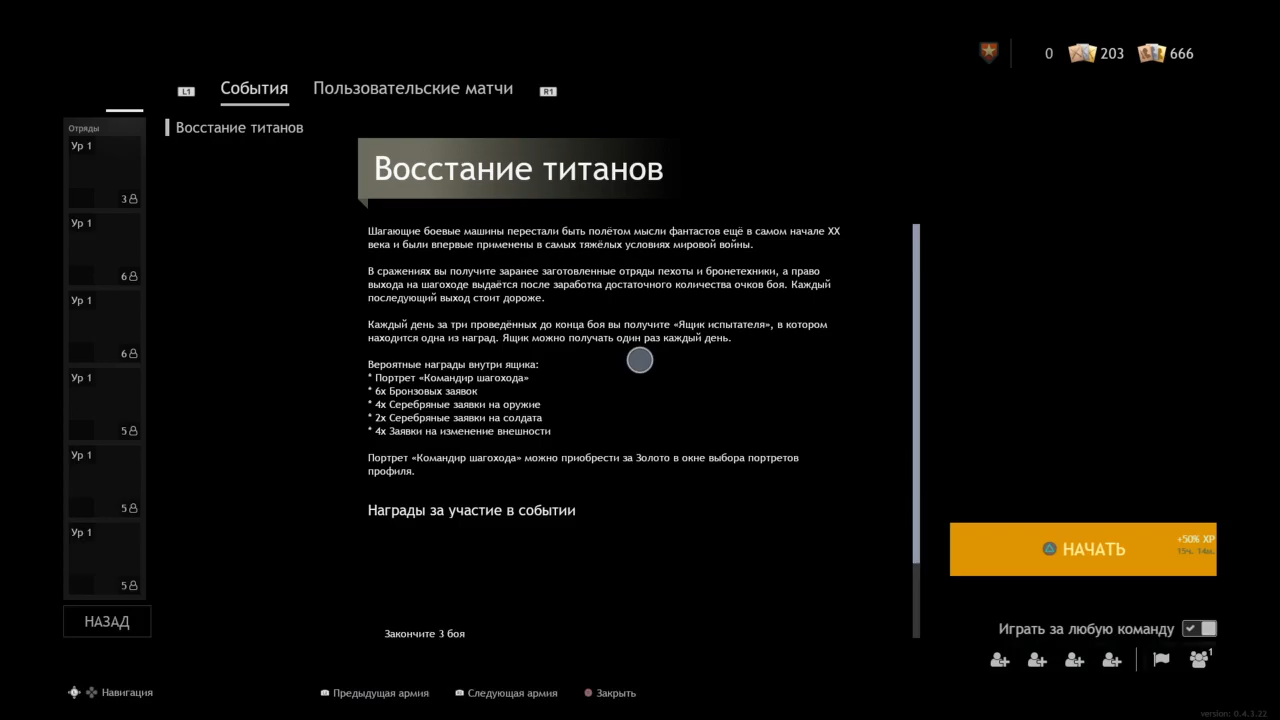 0 203 666
L1 События Пользовательские матчи R1
Отряды
Ур 1
3
Ур 1
6
Ур 1
6
Ур 1
5
Ур 1
5
Ур 1
5
НАЗАД
Восстание титанов
Восстание титанов
Шагающие боевые машины перестали быть полётом мысли фантастов ещё в самом начале XX
века и были впервые применены в самых тяжёлых условиях мировой войны.
В сражениях вы получите заранее заготовленные отряды пехоты и бронетехники, а право
выхода на шагоходе выдаётся после заработка достаточного количества очков боя. Каждый
последующий выход стоит дороже.
Каждый день за три проведённых до конца боя вы получите «Ящик испытателя», в котором
находится одна из наград. Ящик можно получать один раз каждый день.
Вероятные награды внутри ящика:
* Портрет «Командир шагохода»
* 6x Бронзовых заявок
* 4x Серебряные заявки на оружие
* 2x Серебряные заявки на солдата
* 4x Заявки на изменение внешности
Портрет «Командир шагохода» можно приобрести за Золото в окне выбора портретов
профиля.
Награды за участие в событии
Закончите 3 боя
НАЧАТЬ
+50% XP
15ч. 14м.
Играть за любую команду
1
Навигация
Предыдущая армия
Следующая армия
Закрыть
version: 0.4.3.22